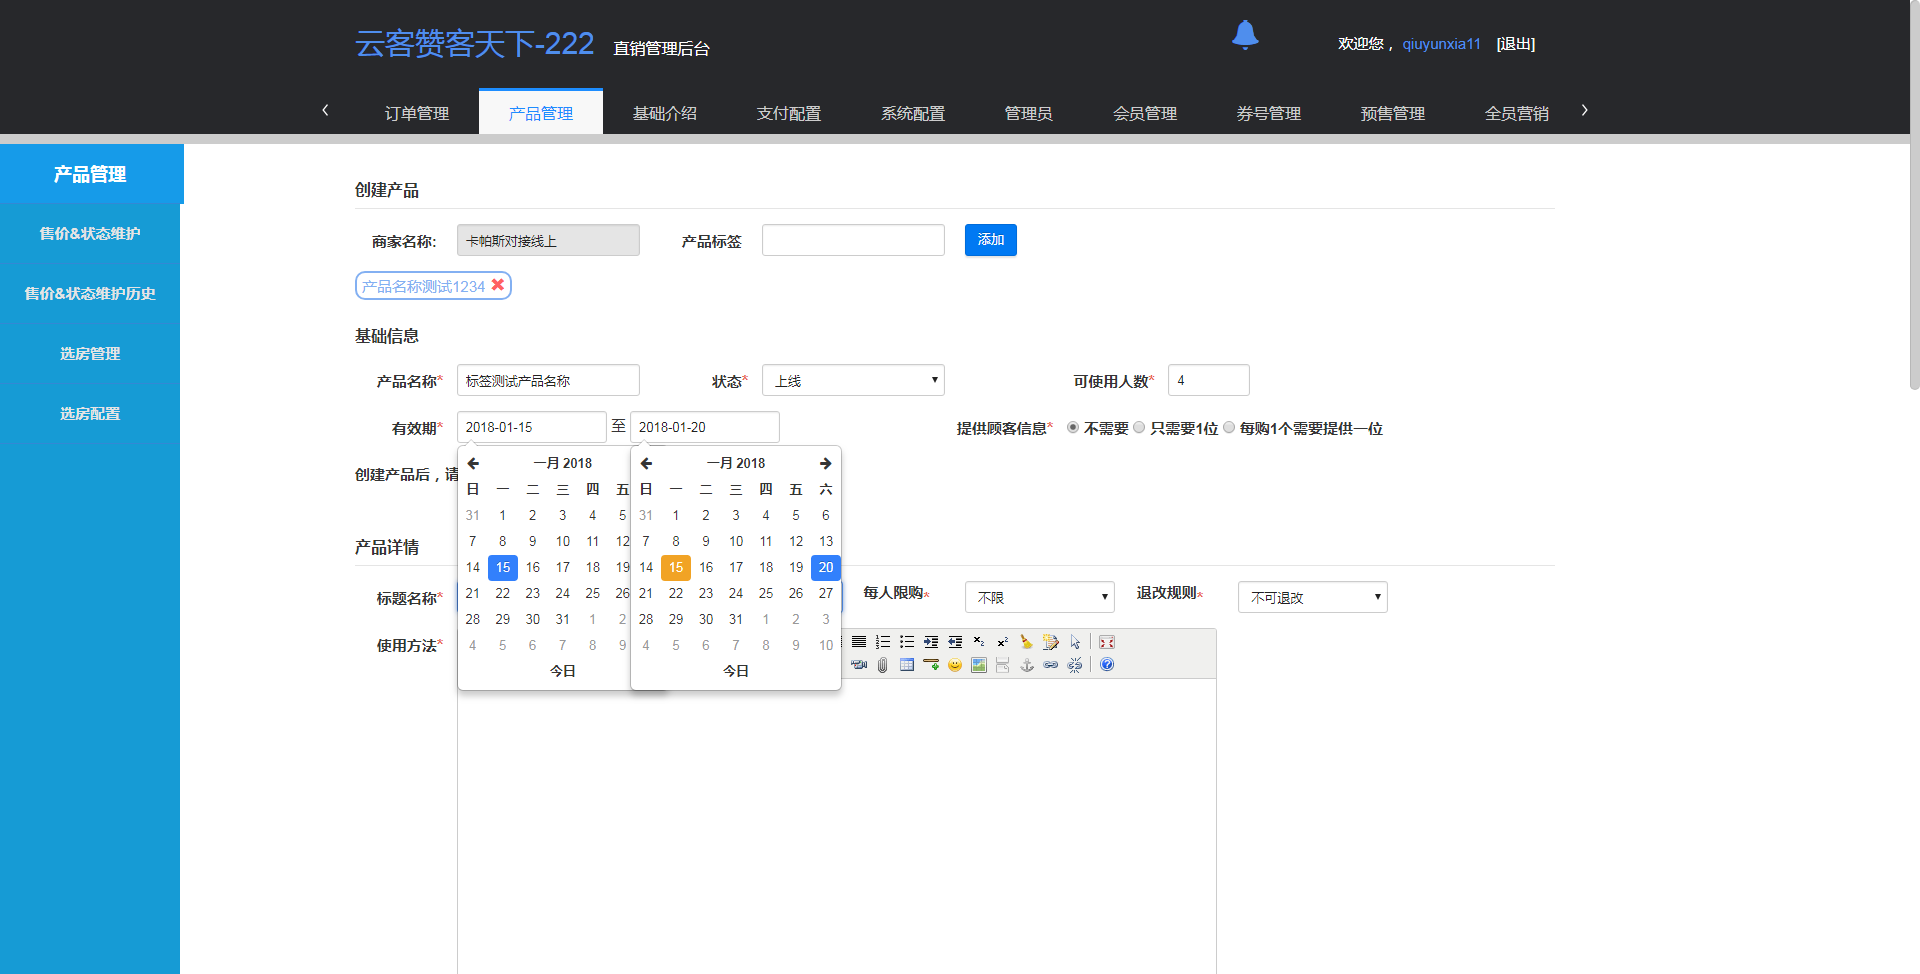 云客赞客天下-222 直销管理后台 欢迎您， qiuyunxia11 [退出]
订单管理 产品管理 基础介绍 支付配置 系统配置 管理员 会员管理 券号管理 预售管理 全员营销
产品管理
售价&状态维护
售价&状态维护历史
选房管理
选房配置
创建产品
商家名称: 卡帕斯对接线上 产品标签 添加
产品名称测试1234
基础信息
产品名称* 标签测试产品名称 状态* 上线 可使用人数* 4
有效期* 2018-01-15 至 2018-01-20 提供顾客信息* 不需要 只需要1位 每购1个需要提供一位
创建产品后，请
一月 2018
日 一 二 三 四 五
31 1 2 3 4 5
7 8 9 10 11 12
14 15 16 17 18 19
21 22 23 24 25 26
28 29 30 31 1 2
4 5 6 7 8 9
今日
一月 2018
日 一 二 三 四 五 六
31 1 2 3 4 5 6
7 8 9 10 11 12 13
14 15 16 17 18 19 20
21 22 23 24 25 26 27
28 29 30 31 1 2 3
4 5 6 7 8 9 10
今日
产品详情
标题名称* 每人限购* 不限 退改规则* 不可退改
使用方法*